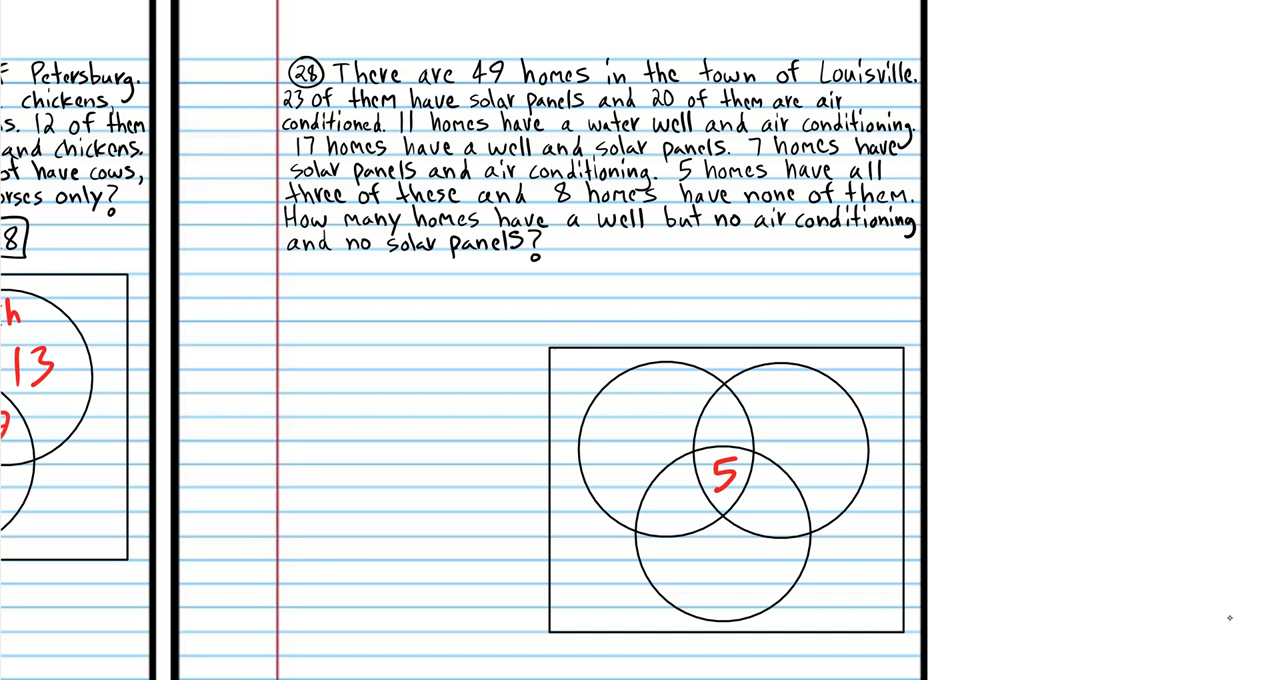 Petersburg.
chickens,
s. 12 of them
and chickens.
ot have cows,
orses only?
8
h
13
28 There are 49 homes in the town of Louisville.
23 of them have solar panels and 20 of them are air
conditioned. 11 homes have a water well and air conditioning.
17 homes have a well and solar panels. 7 homes have
solar panels and air conditioning. 5 homes have all
three of these and 8 homes have none of them.
How many homes have a well but no air conditioning
and no solar panels?
5